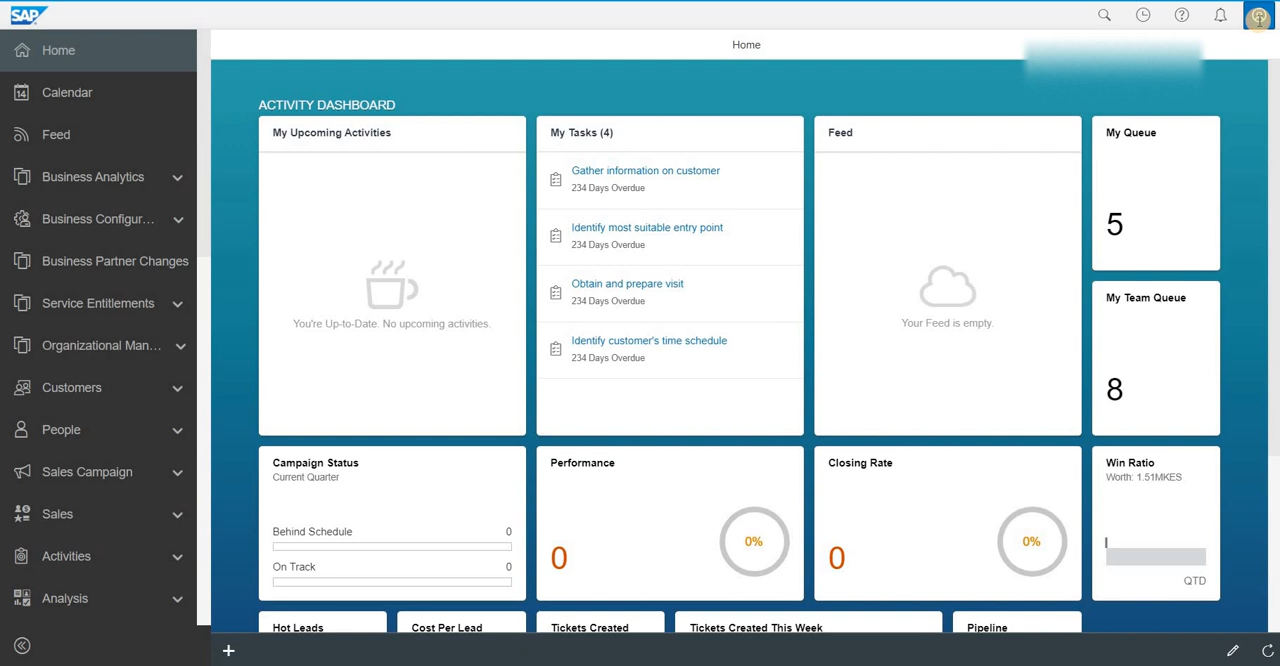 SAP
Home
Home
14 Calendar
Feed
Business Analytics
Business Configur...
Business Partner Changes
Service Entitlements
Organizational Man...
Customers
People
Sales Campaign
Sales
Activities
Analysis
ACTIVITY DASHBOARD
My Upcoming Activities
You're Up-to-Date. No upcoming activities.
My Tasks (4)
Gather information on customer
234 Days Overdue
Identify most suitable entry point
234 Days Overdue
Obtain and prepare visit
234 Days Overdue
Identify customer's time schedule
234 Days Overdue
Feed
Your Feed is empty.
My Queue
5
My Team Queue
8
Campaign Status
Current Quarter
Behind Schedule 0
On Track 0
Performance
0
0%
Closing Rate
0
0%
Win Ratio
Worth: 1.51MKES
QTD
Hot Leads
Cost Per Lead
Tickets Created
Tickets Created This Week
Pipeline